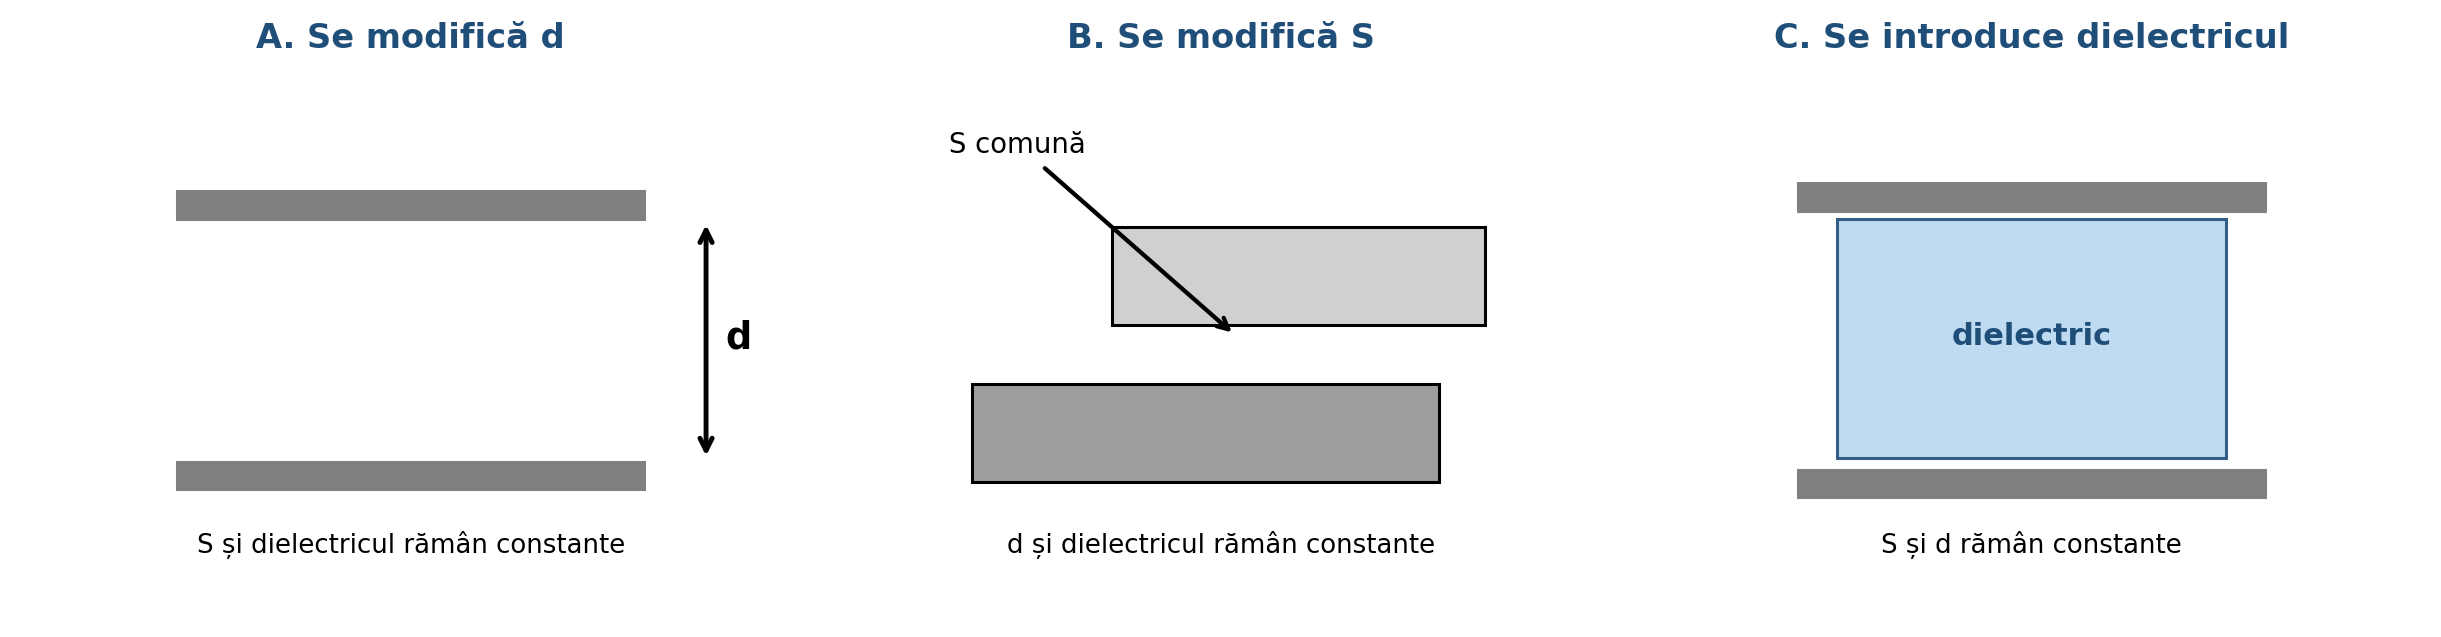 A. Se modifică d
B. Se modifică S
C. Se introduce dielectricul
S comună
d
dielectric
S și dielectricul rămân constante
d și dielectricul rămân constante
S și d rămân constante